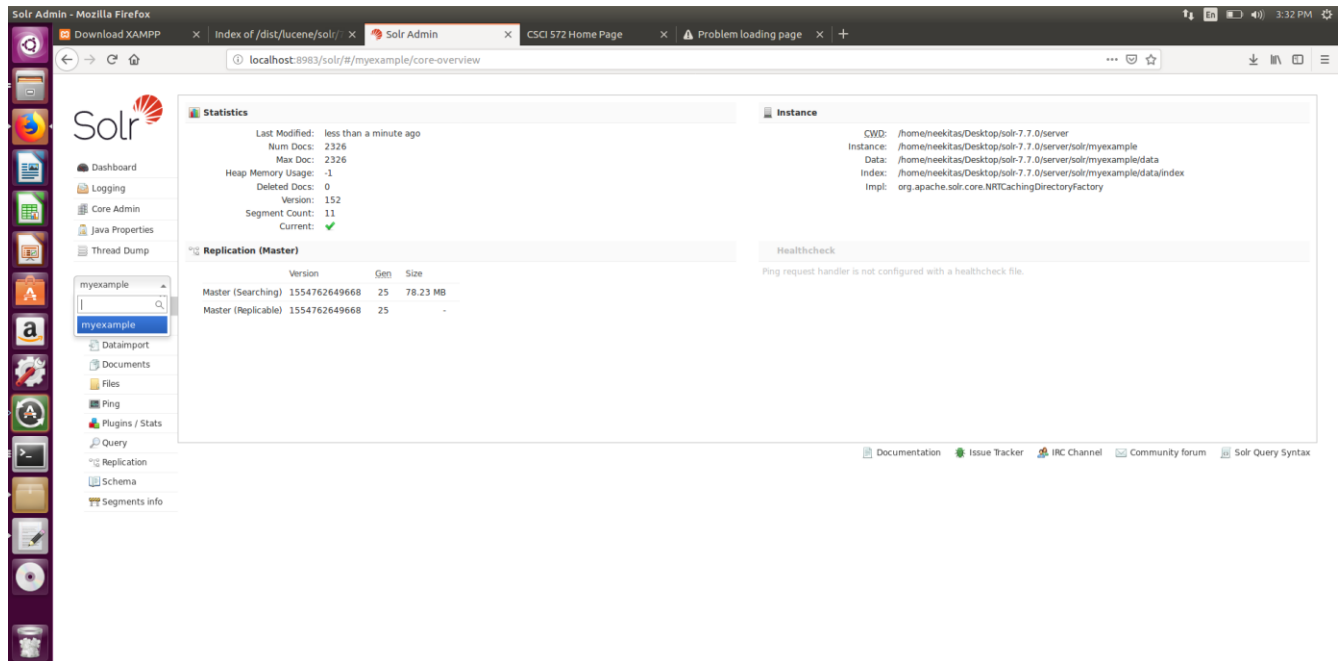 Solr Admin - Mozilla Firefox
En
3:32 PM
Download XAMPP
Index of /dist/lucene/solr/7
Solr Admin
CSCI 572 Home Page
Problem loading page
localhost:8983/solr/#/myexample/core-overview
Solr
Dashboard
Logging
Core Admin
Java Properties
Thread Dump
myexample
myexample
Dataimport
Documents
Files
Ping
Plugins / Stats
Query
Replication
Schema
Segments info
Statistics
Last Modified: less than a minute ago
Num Docs: 2326
Max Doc: 2326
Heap Memory Usage: -1
Deleted Docs: 0
Version: 152
Segment Count: 11
Current:
Replication (Master)
Version Gen Size
Master (Searching) 1554762649668 25 78.23 MB
Master (Replicable) 1554762649668 25 -
Instance
CWD: /home/neekitas/Desktop/solr-7.7.0/server
Instance: /home/neekitas/Desktop/solr-7.7.0/server/solr/myexample
Data: /home/neekitas/Desktop/solr-7.7.0/server/solr/myexample/data
Index: /home/neekitas/Desktop/solr-7.7.0/server/solr/myexample/data/index
Impl: org.apache.solr.core.NRTCachingDirectoryFactory
Healthcheck
Ping request handler is not configured with a healthcheck file.
Documentation
Issue Tracker
IRC Channel
Community forum
Solr Query Syntax